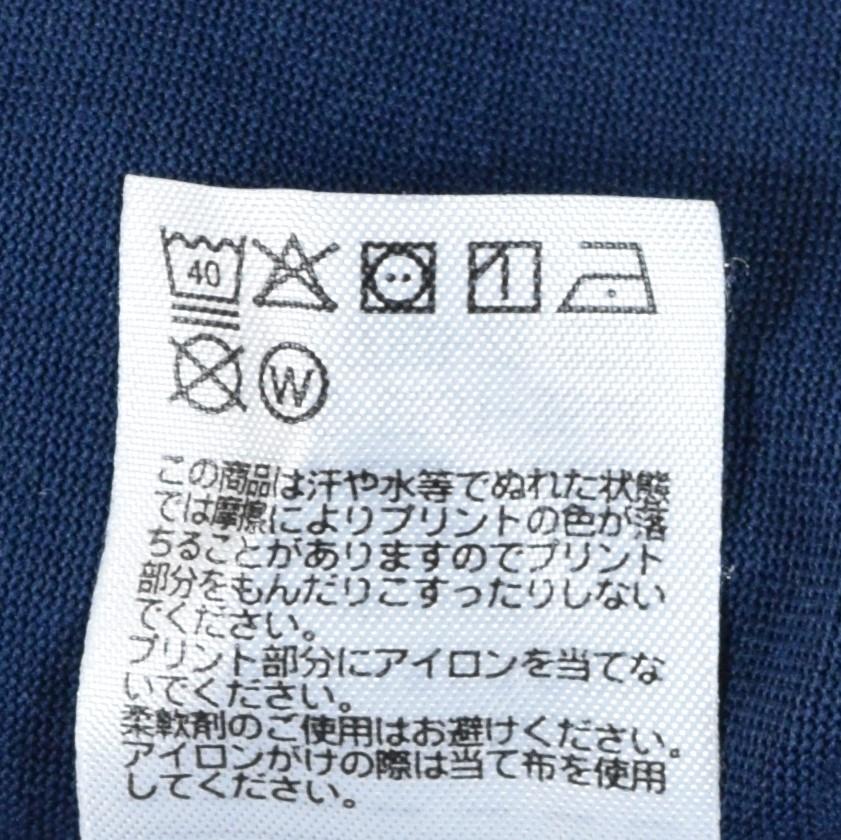 40
W
この商品は汗や水等でぬれた状態
では摩擦によりプリントの色が落
ちることがありますのでプリント
部分をもんだりこすったりしない
でください。
プリント部分にアイロンを当てな
いでください。
柔軟剤のご使用はお避けください。
アイロンがけの際は当て布を使用
してください。